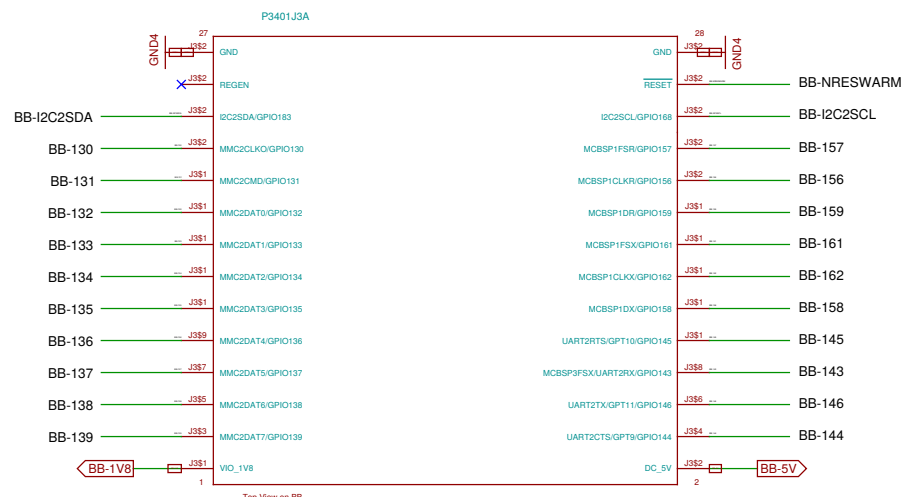 P3401J3A
27 28
GND4 J3$2 GND GND J3$2 GND4
J3$2 REGEN RESET J3$2 BB-NRESWARM
BB-I2C2SDA J3$2 I2C2SDA/GPIO183 I2C2SCL/GPIO168 J3$2 BB-I2C2SCL
BB-130 J3$2 MMC2CLKO/GPIO130 MCBSP1FSR/GPIO157 J3$2 BB-157
BB-131 J3$1 MMC2CMD/GPIO131 MCBSP1CLKR/GPIO156 J3$2 BB-156
BB-132 J3$1 MMC2DAT0/GPIO132 MCBSP1DR/GPIO159 J3$1 BB-159
BB-133 J3$1 MMC2DAT1/GPIO133 MCBSP1FSX/GPIO161 J3$1 BB-161
BB-134 J3$1 MMC2DAT2/GPIO134 MCBSP1CLKX/GPIO162 J3$1 BB-162
BB-135 J3$1 MMC2DAT3/GPIO135 MCBSP1DX/GPIO158 J3$1 BB-158
BB-136 J3$9 MMC2DAT4/GPIO136 UART2RTS/GPT10/GPIO145 J3$1 BB-145
BB-137 J3$7 MMC2DAT5/GPIO137 MCBSP3FSX/UART2RX/GPIO143 J3$8 BB-143
BB-138 J3$5 MMC2DAT6/GPIO138 UART2TX/GPT11/GPIO146 J3$6 BB-146
BB-139 J3$3 MMC2DAT7/GPIO139 UART2CTS/GPT9/GPIO144 J3$4 BB-144
BB-1V8 J3$1 VIO_1V8 DC_5V J3$2 BB-5V
1 2
Top View on BB